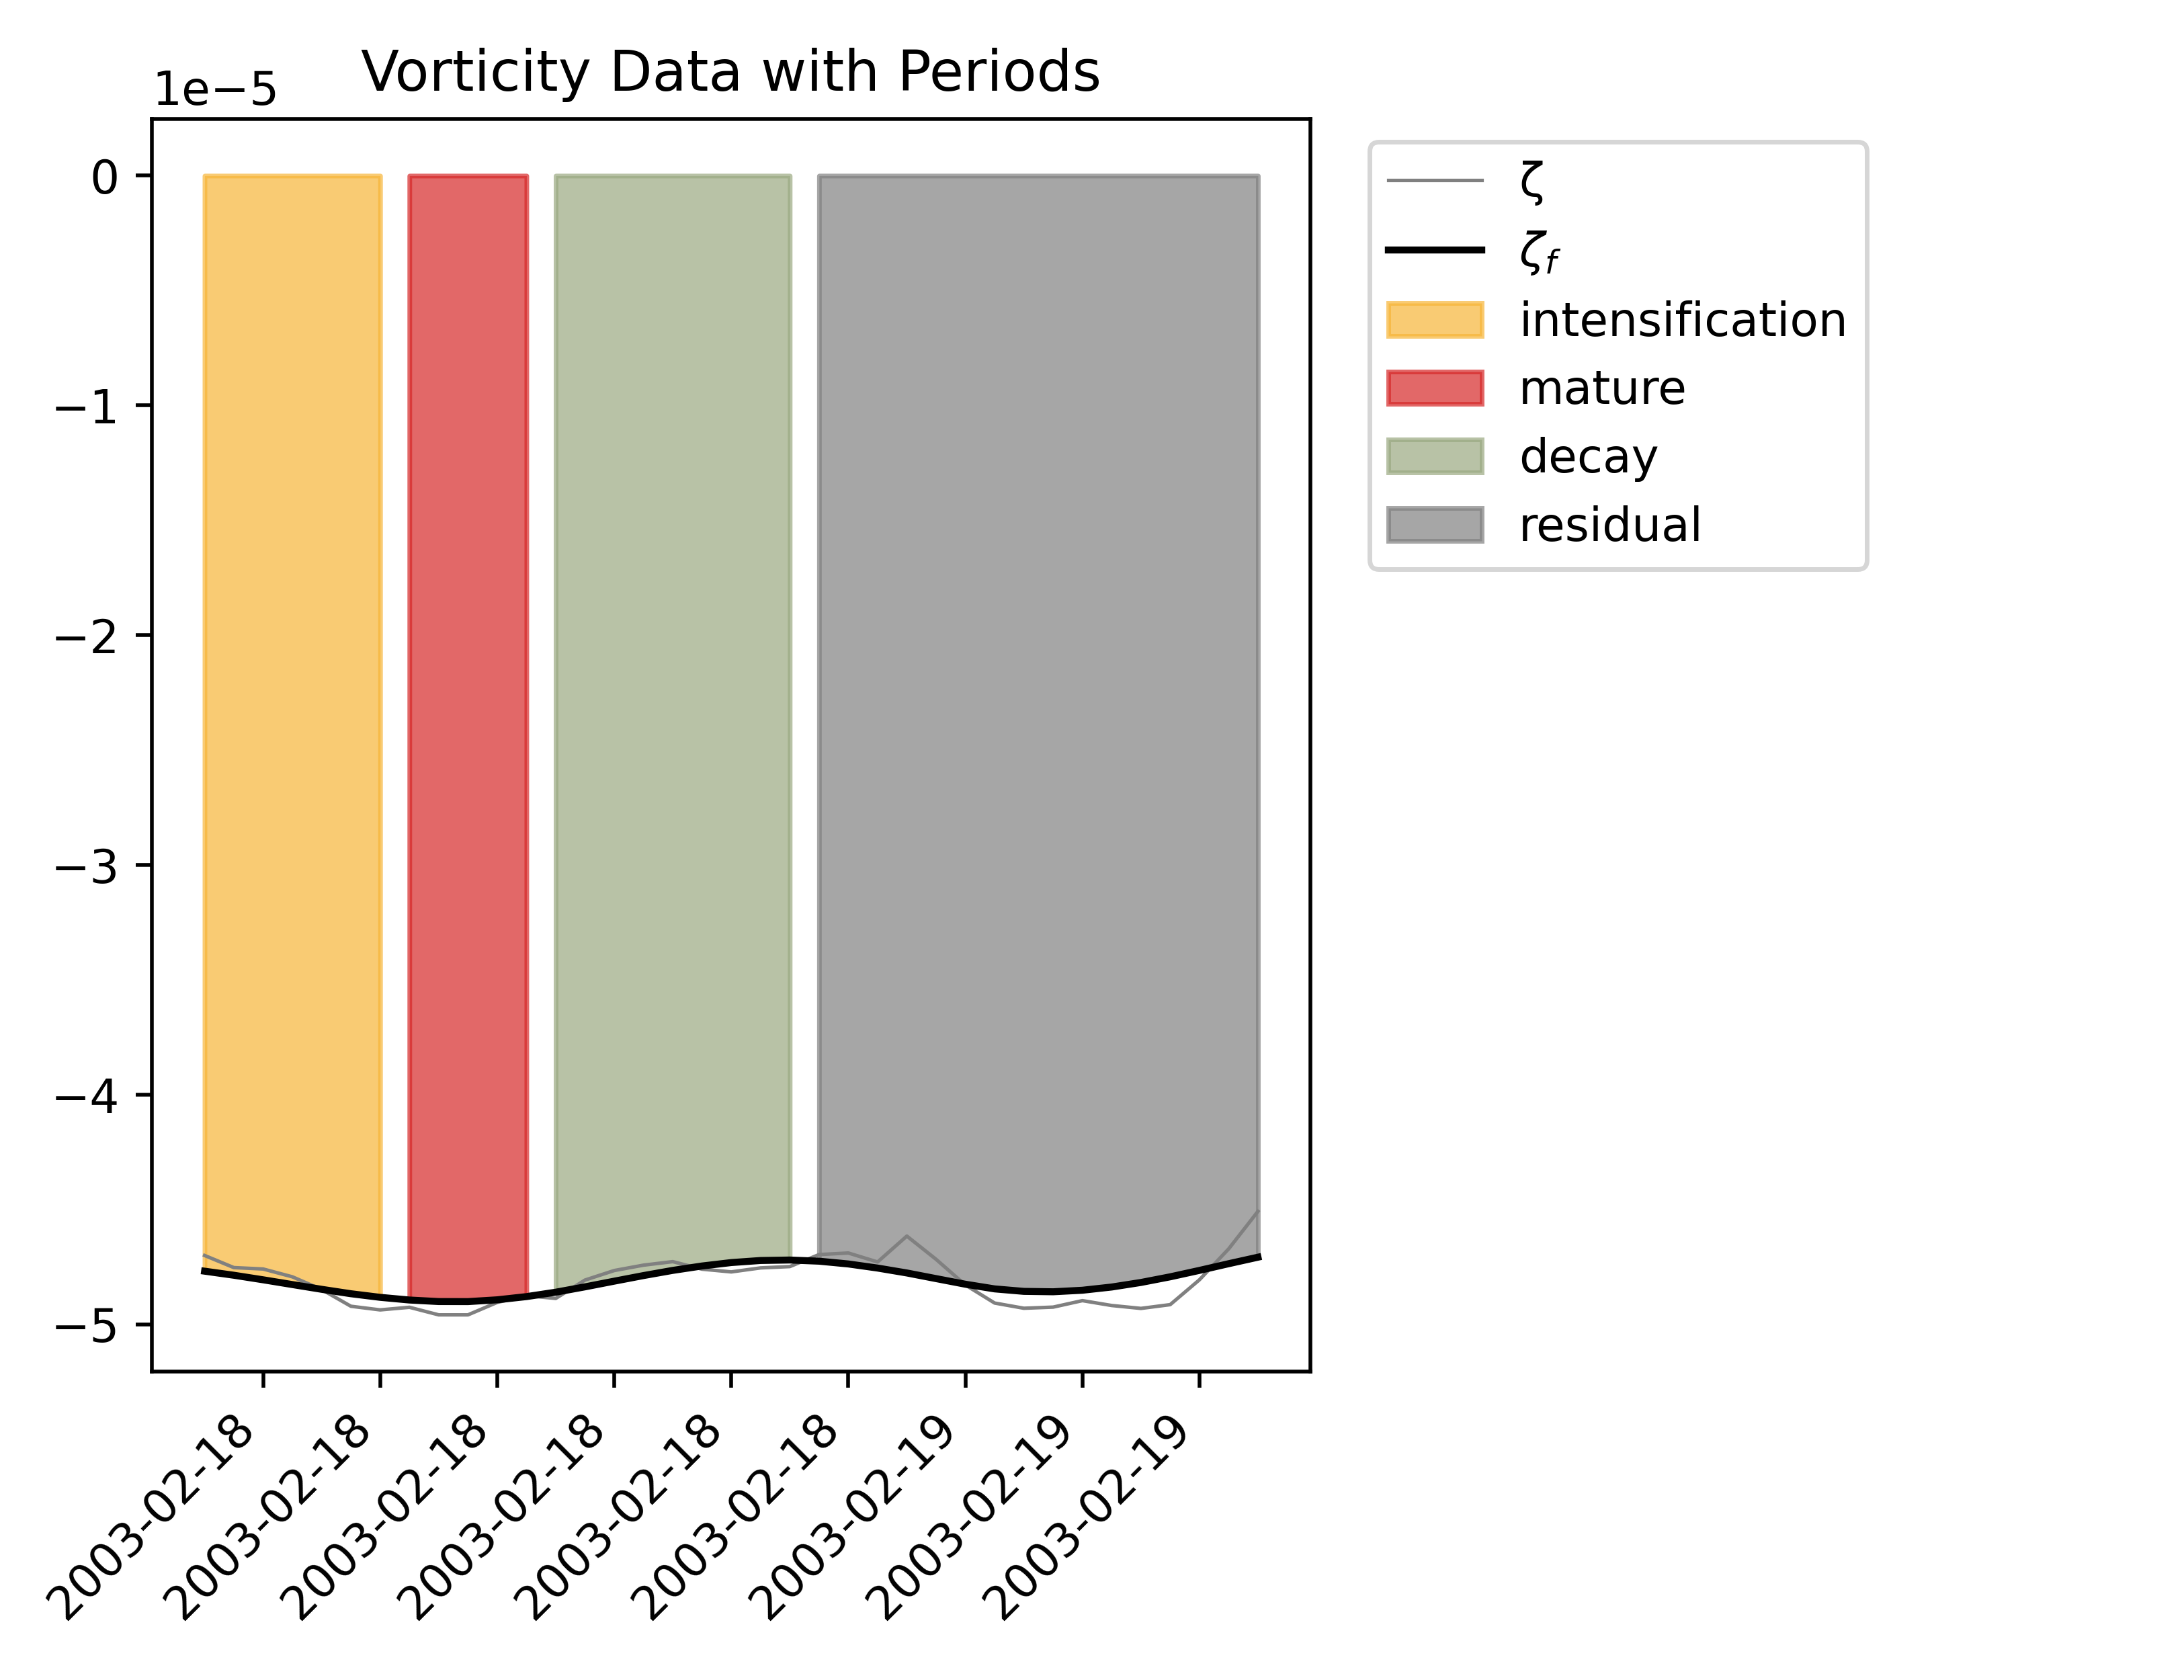 Vorticity Data with Periods
1e−5
0
−1
−2
−3
−4
−5
2003-02-18
2003-02-18
2003-02-18
2003-02-18
2003-02-18
2003-02-18
2003-02-19
2003-02-19
2003-02-19
ζ
ζf
intensification
mature
decay
residual